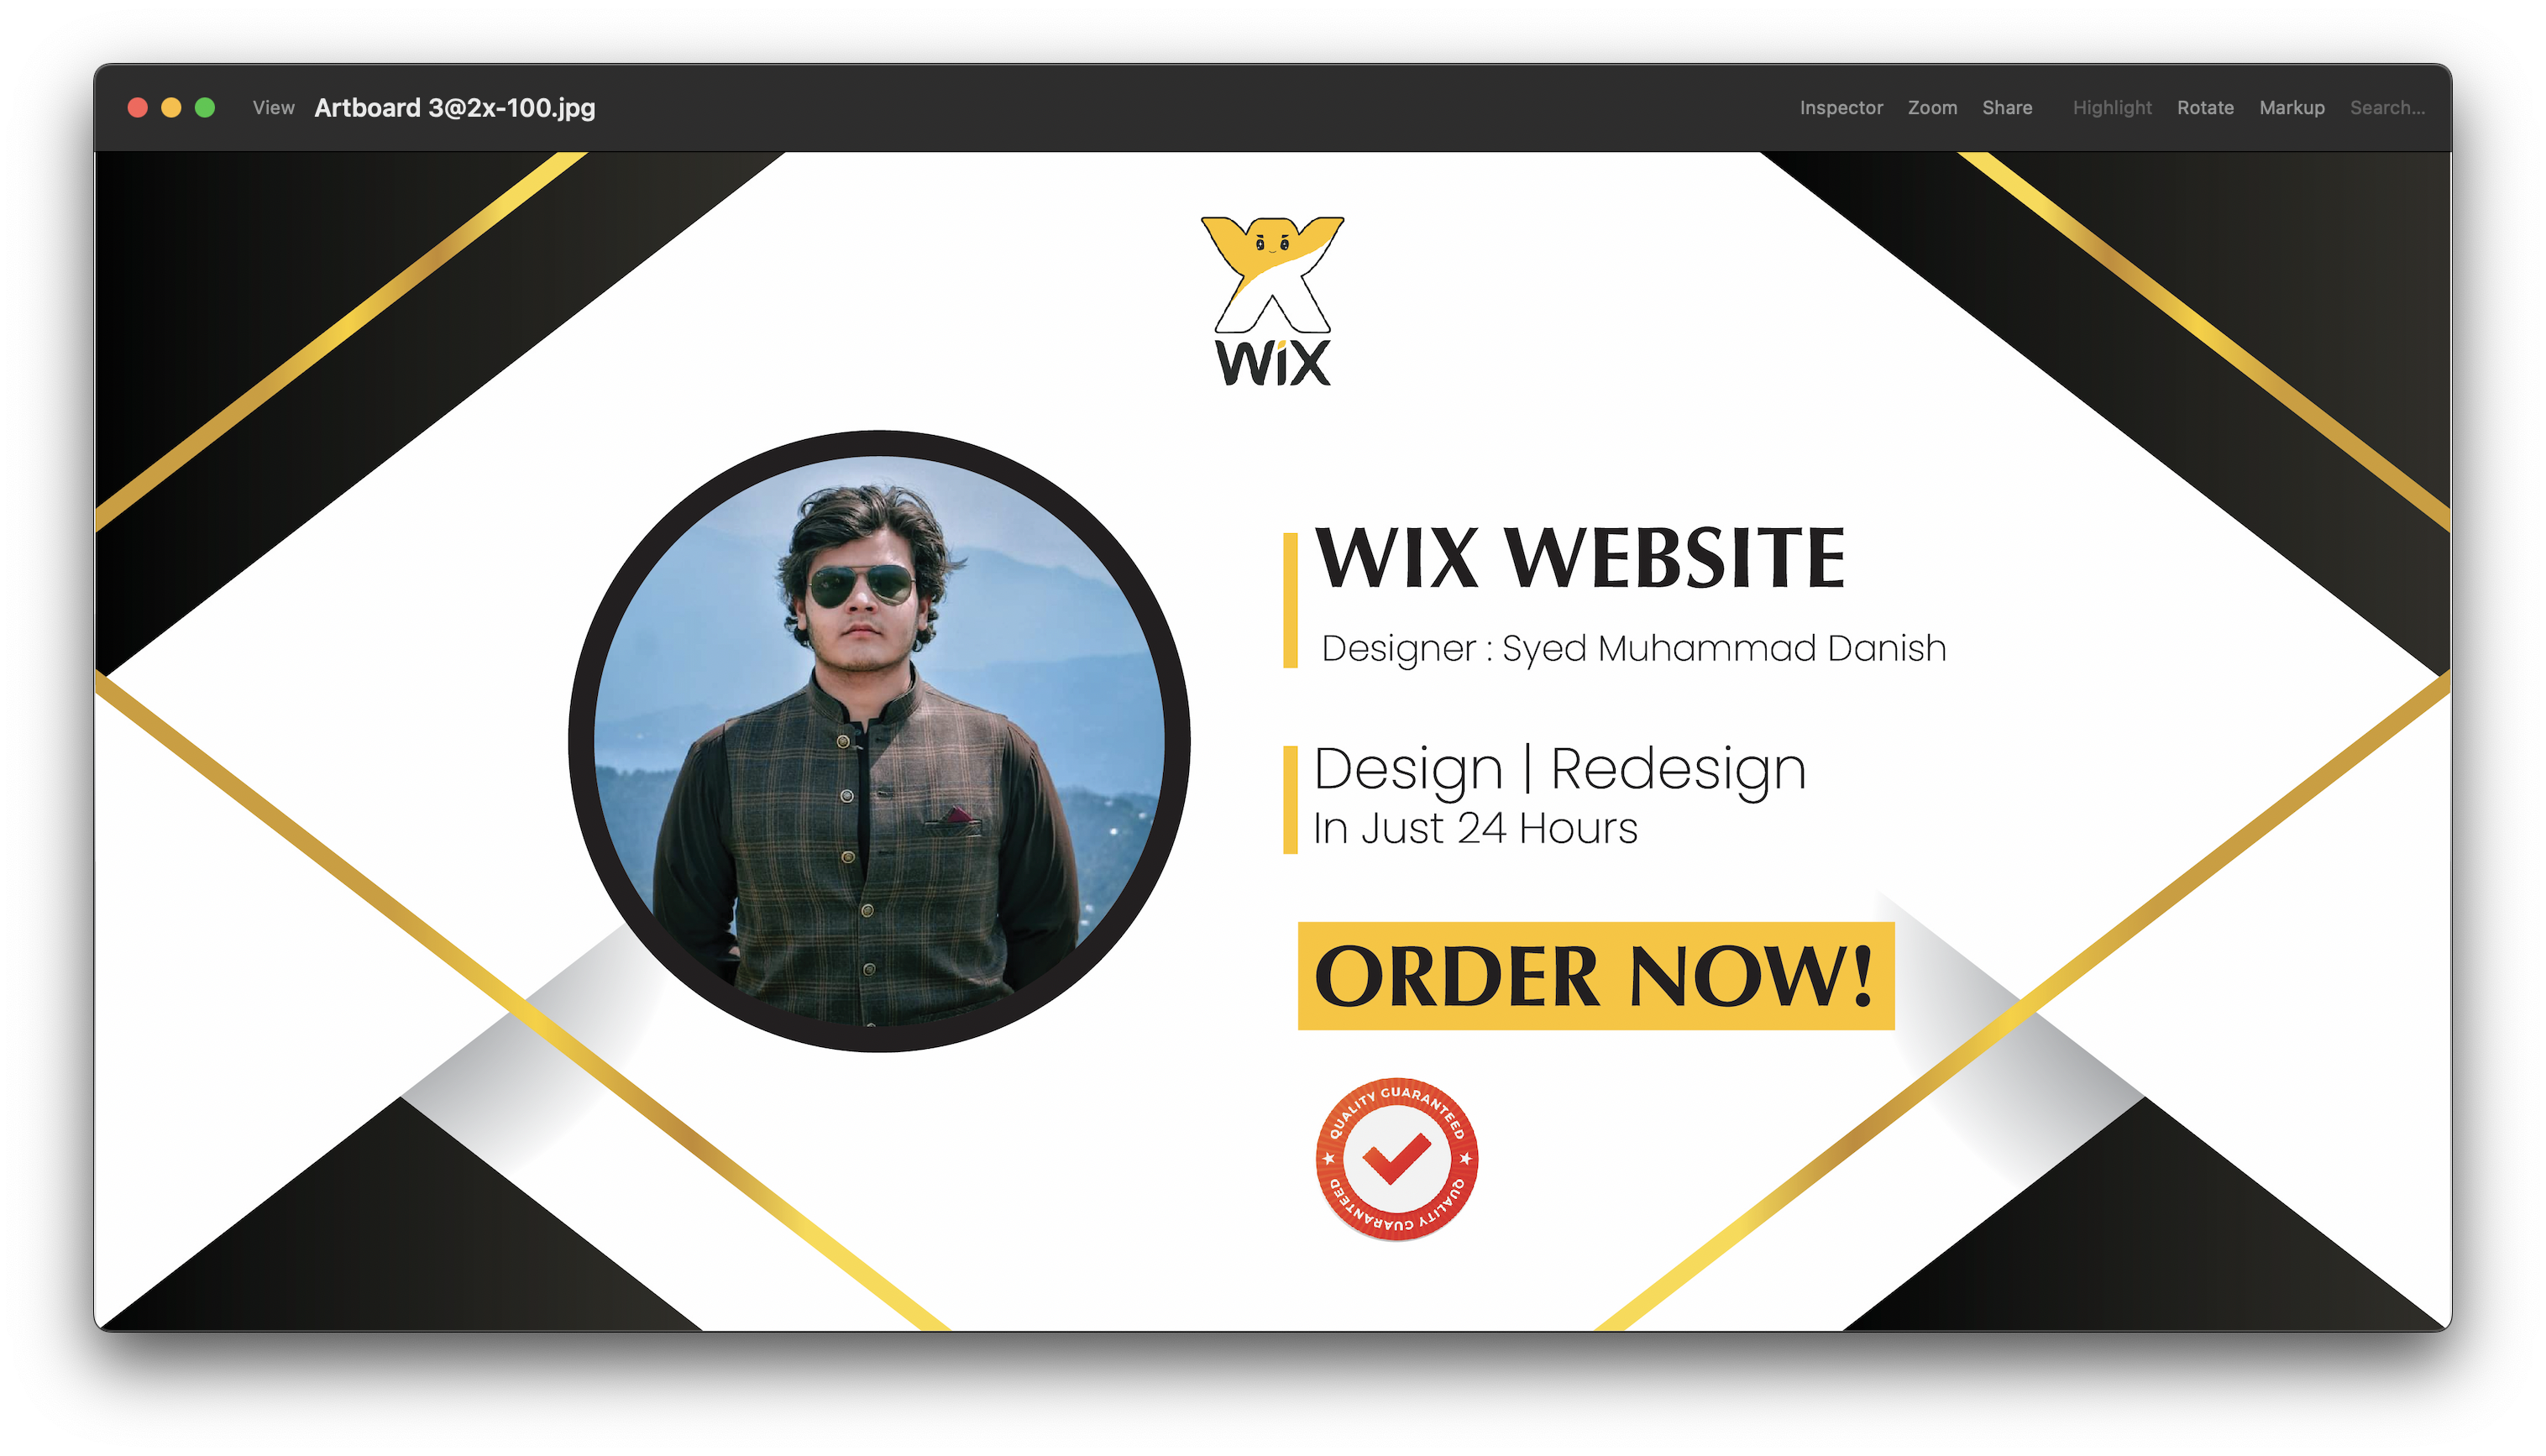 View Artboard 3@2x-100.jpg Inspector Zoom Share Highlight Rotate Markup Search...
WiX
WIX WEBSITE
Designer : Syed Muhammad Danish
Design | Redesign
In Just 24 Hours
ORDER NOW!
QUALITY GUARANTEED
QUALITY GUARANTEED